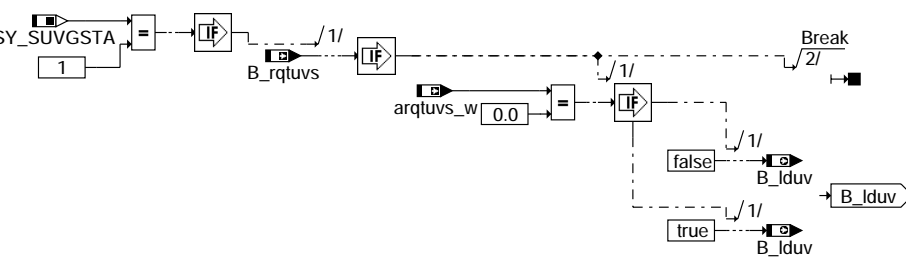 Break
SY_SUVGSTA
=
IF
/1/
2/
1
B_rqtuvs
IF
/1/
arqtuvs_w
0.0
=
IF
/1/
false
B_lduv
B_lduv
/1/
true
B_lduv